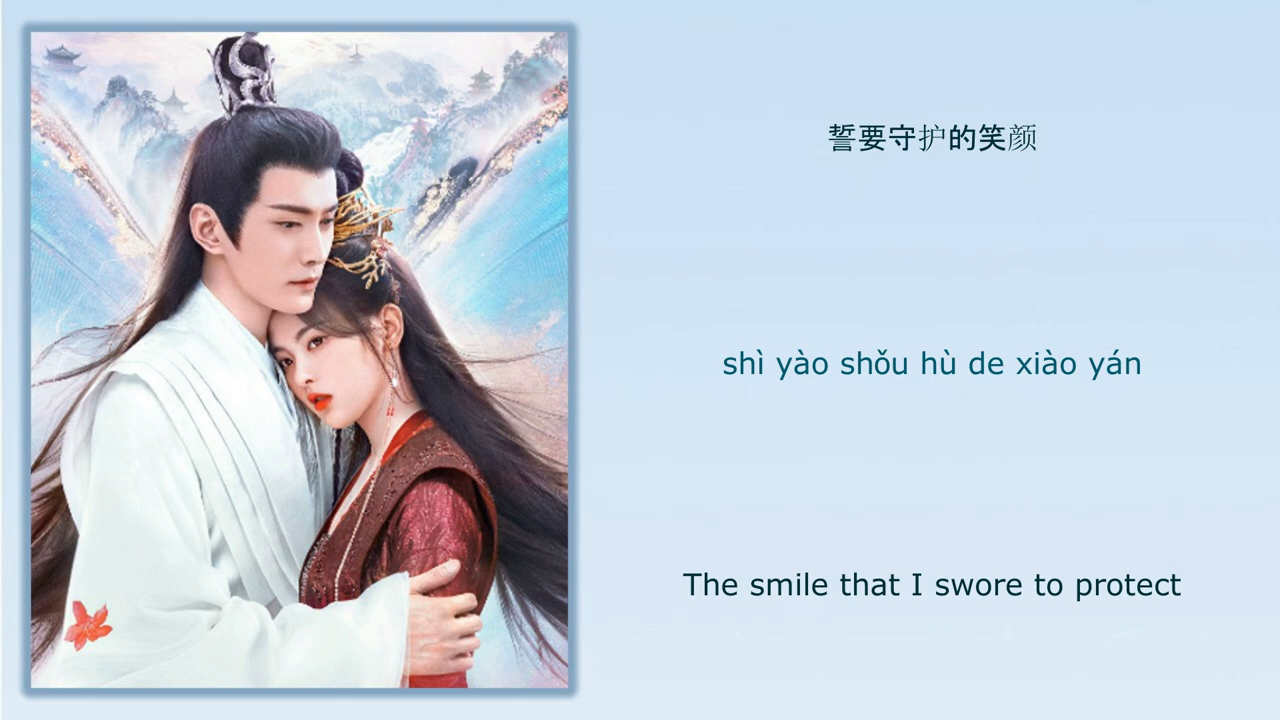 誓要守护的笑颜
shì yào shǒu hù de xiào yán
The smile that I swore to protect